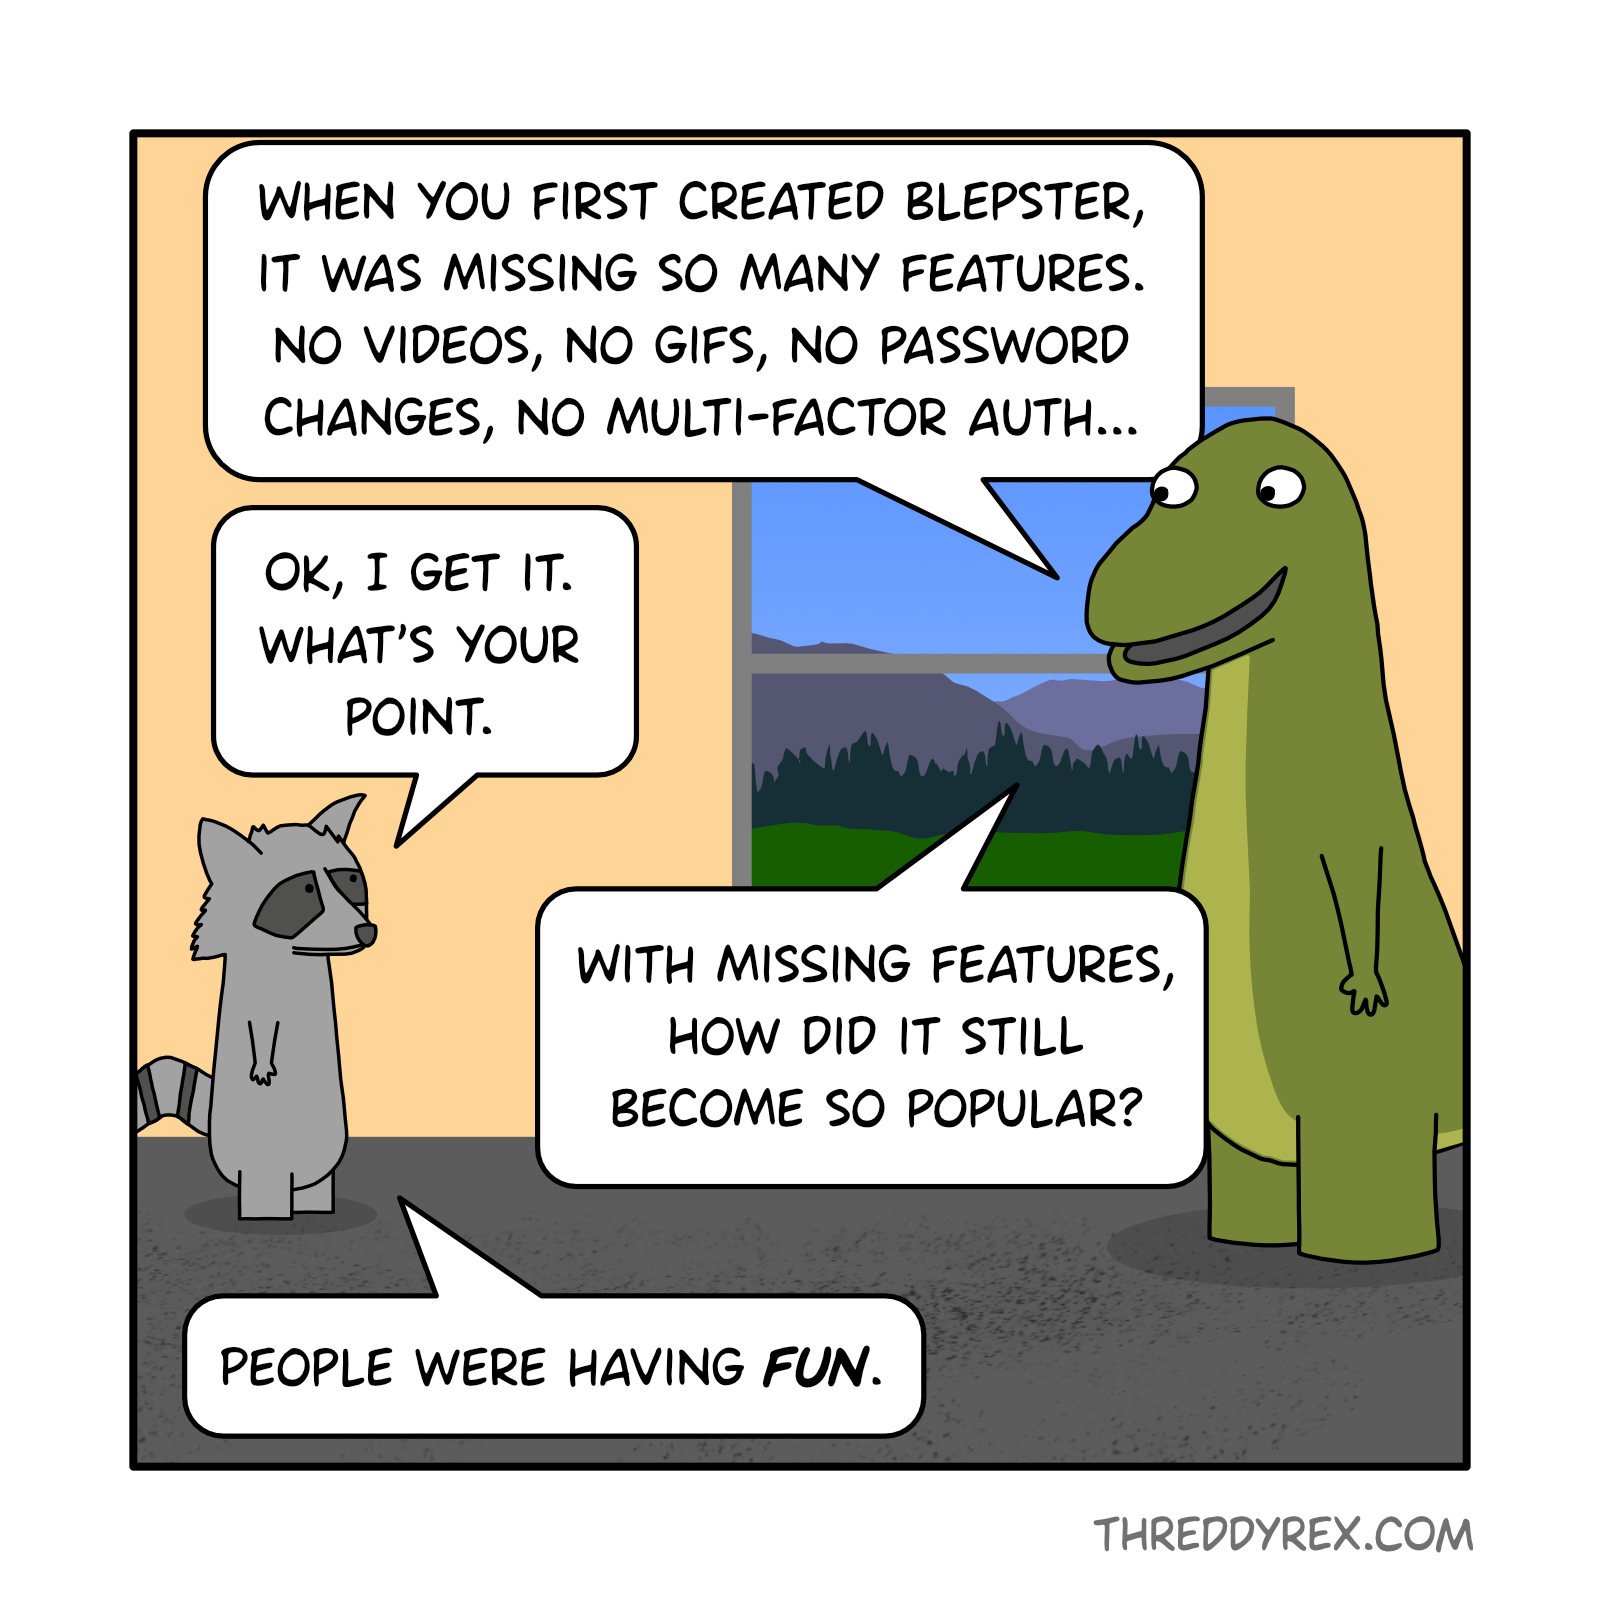 WHEN YOU FIRST CREATED BLEPSTER,
IT WAS MISSING SO MANY FEATURES.
NO VIDEOS, NO GIFS, NO PASSWORD
CHANGES, NO MULTI-FACTOR AUTH...
OK, I GET IT.
WHAT'S YOUR
POINT.
WITH MISSING FEATURES,
HOW DID IT STILL
BECOME SO POPULAR?
PEOPLE WERE HAVING FUN.
THREDDYREX.COM